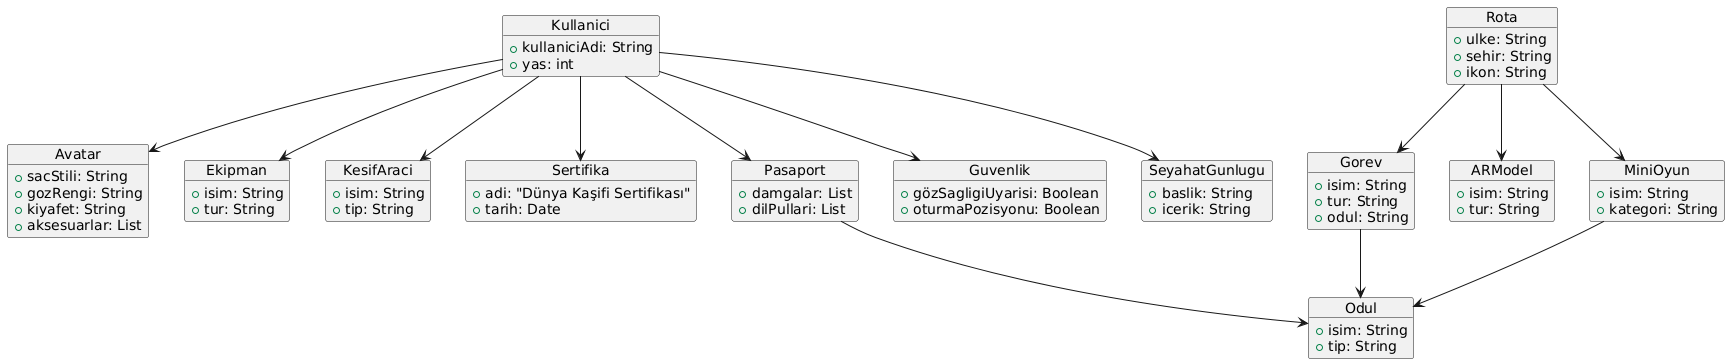 Kullanici
kullaniciAdi: String
yas: int
Rota
ulke: String
sehir: String
ikon: String
Avatar
sacStili: String
gozRengi: String
kiyafet: String
aksesuarlar: List
Ekipman
isim: String
tur: String
KesifAraci
isim: String
tip: String
Sertifika
adi: "Dünya Kaşifi Sertifikası"
tarih: Date
Pasaport
damgalar: List
dilPullari: List
Guvenlik
gözSagligiUyarisi: Boolean
oturmaPozisyonu: Boolean
SeyahatGunlugu
baslik: String
icerik: String
Gorev
isim: String
tur: String
odul: String
ARModel
isim: String
tur: String
MiniOyun
isim: String
kategori: String
Odul
isim: String
tip: String